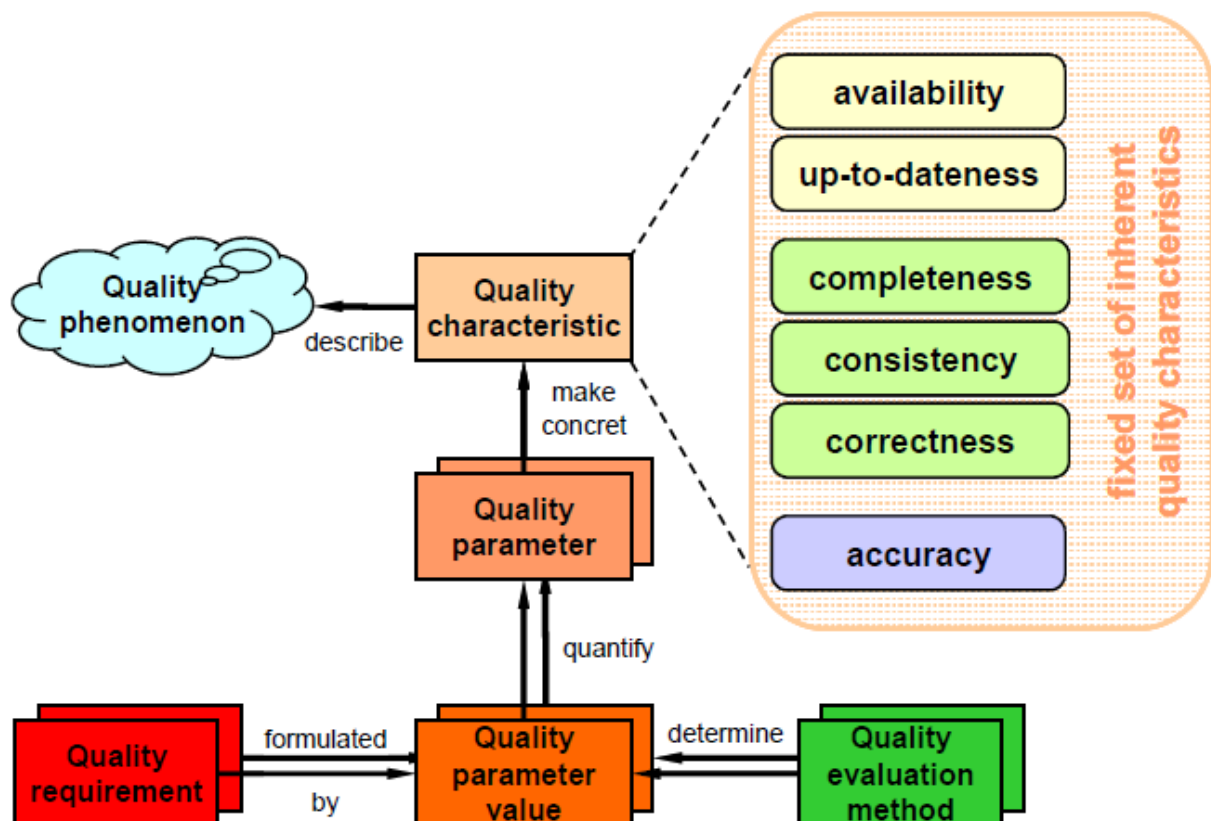 availability
up-to-dateness
completeness
consistency
correctness
accuracy
fixed set of inherent
quality characteristics
Quality
phenomenon
describe
Quality
characteristic
make
concret
Quality
parameter
quantify
Quality
requirement
formulated
by
Quality
parameter
value
determine
Quality
evaluation
method